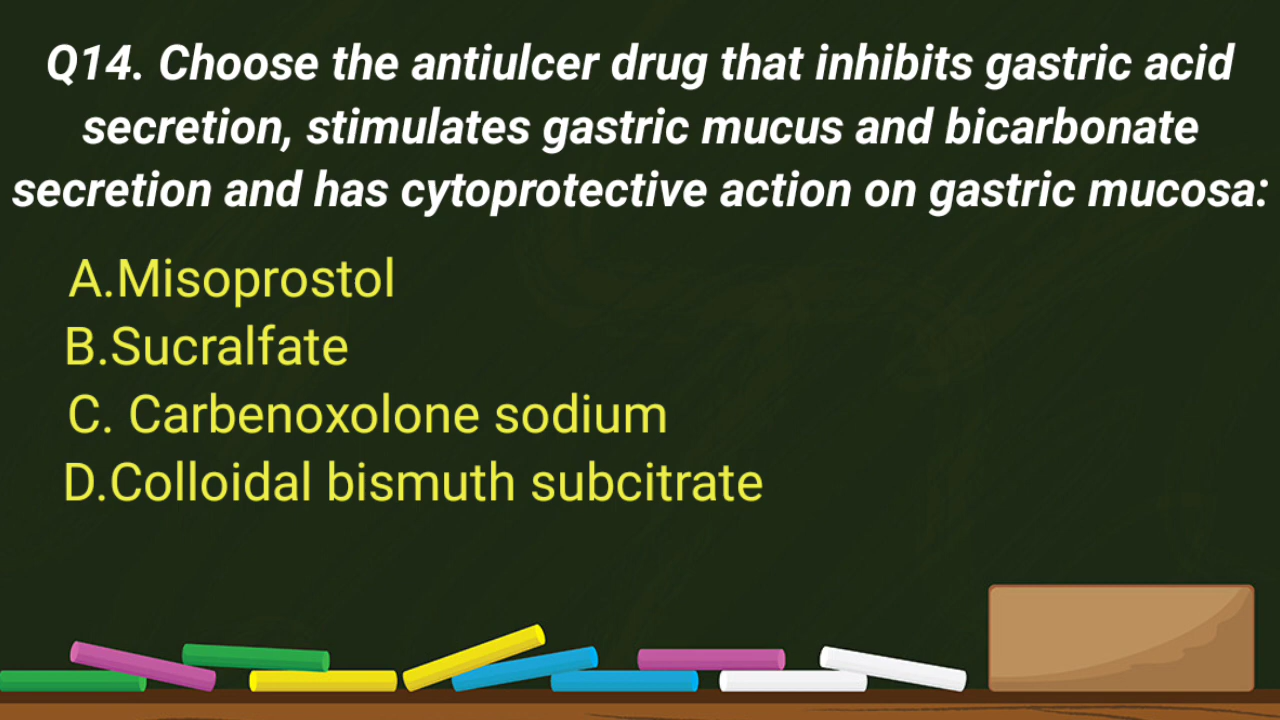 Q14. Choose the antiulcer drug that inhibits gastric acid
secretion, stimulates gastric mucus and bicarbonate
secretion and has cytoprotective action on gastric mucosa:
A.Misoprostol
B.Sucralfate
C. Carbenoxolone sodium
D.Colloidal bismuth subcitrate